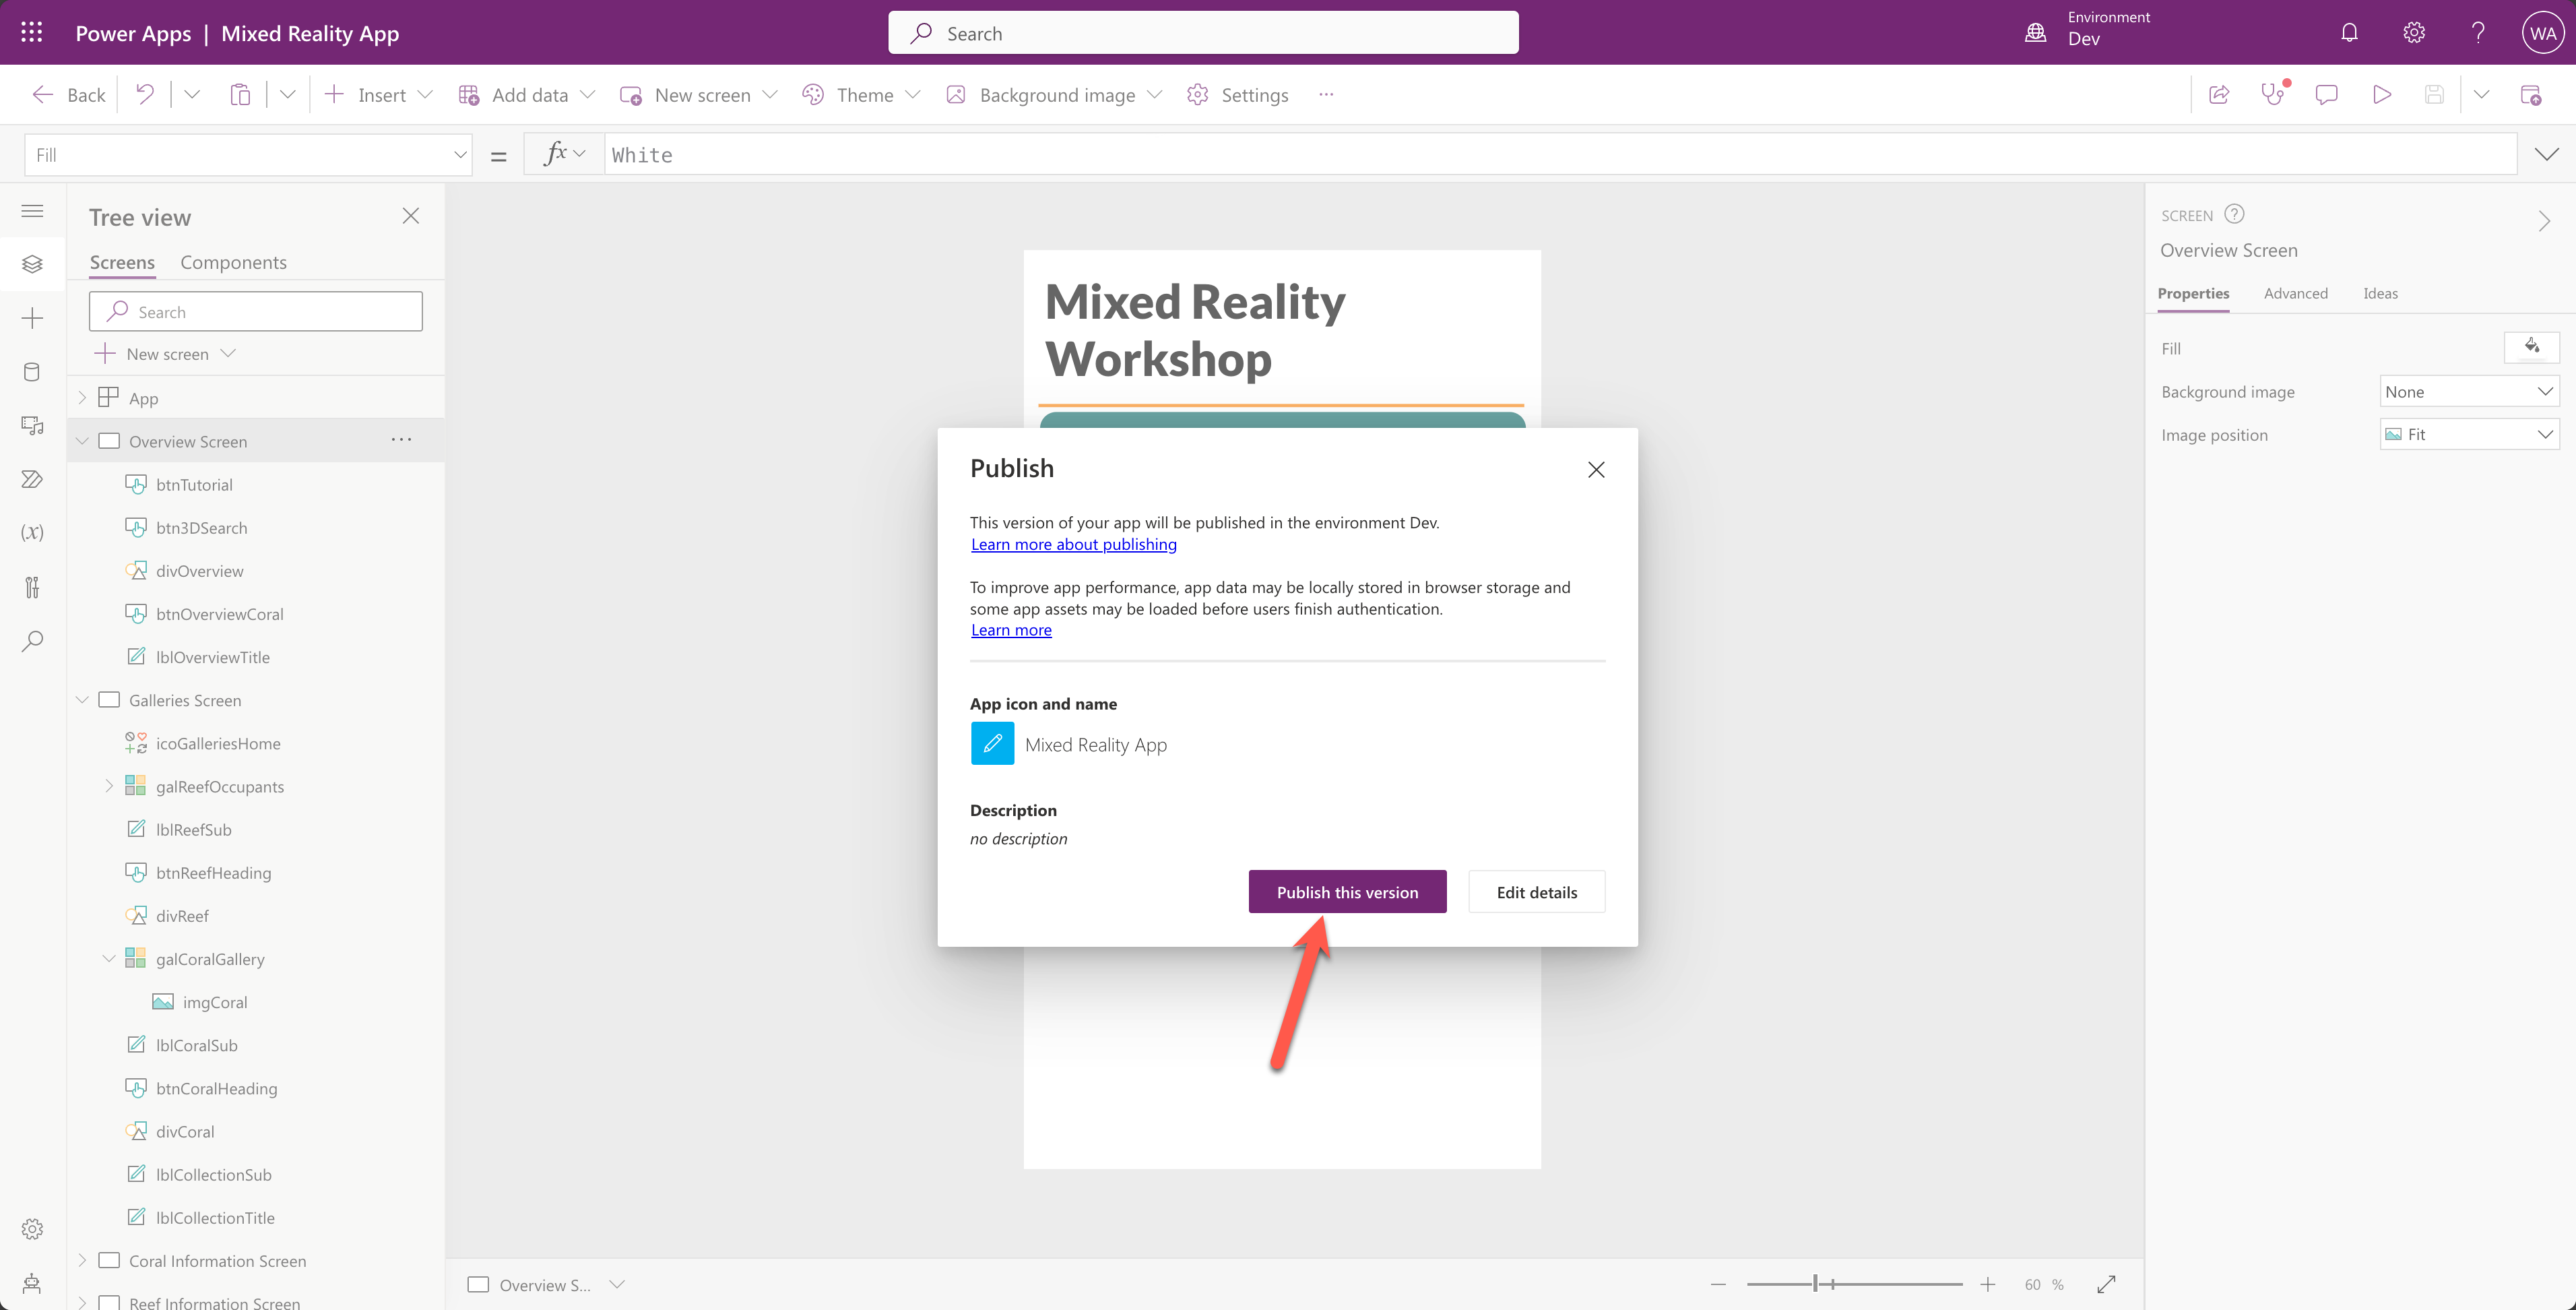 Power Apps | Mixed Reality App
Search
Environment
Dev
WA
Back
Insert
Add data
New screen
Theme
Background image
Settings
Fill
=
fx
White
Tree view
Screens
Components
Search
New screen
App
Overview Screen
btnTutorial
btn3DSearch
divOverview
btnOverviewCoral
lblOverviewTitle
Galleries Screen
icoGalleriesHome
galReefOccupants
lblReefSub
btnReefHeading
divReef
galCoralGallery
imgCoral
lblCoralSub
btnCoralHeading
divCoral
lblCollectionSub
lblCollectionTitle
Coral Information Screen
Reef Information Screen
(x)
Mixed Reality
Workshop
Publish
This version of your app will be published in the environment Dev.
Learn more about publishing
To improve app performance, app data may be locally stored in browser storage and
some app assets may be loaded before users finish authentication.
Learn more
App icon and name
Mixed Reality App
Description
no description
Publish this version
Edit details
SCREEN
Overview Screen
Properties
Advanced
Ideas
Fill
Background image
None
Image position
Fit
Overview S...
60 %